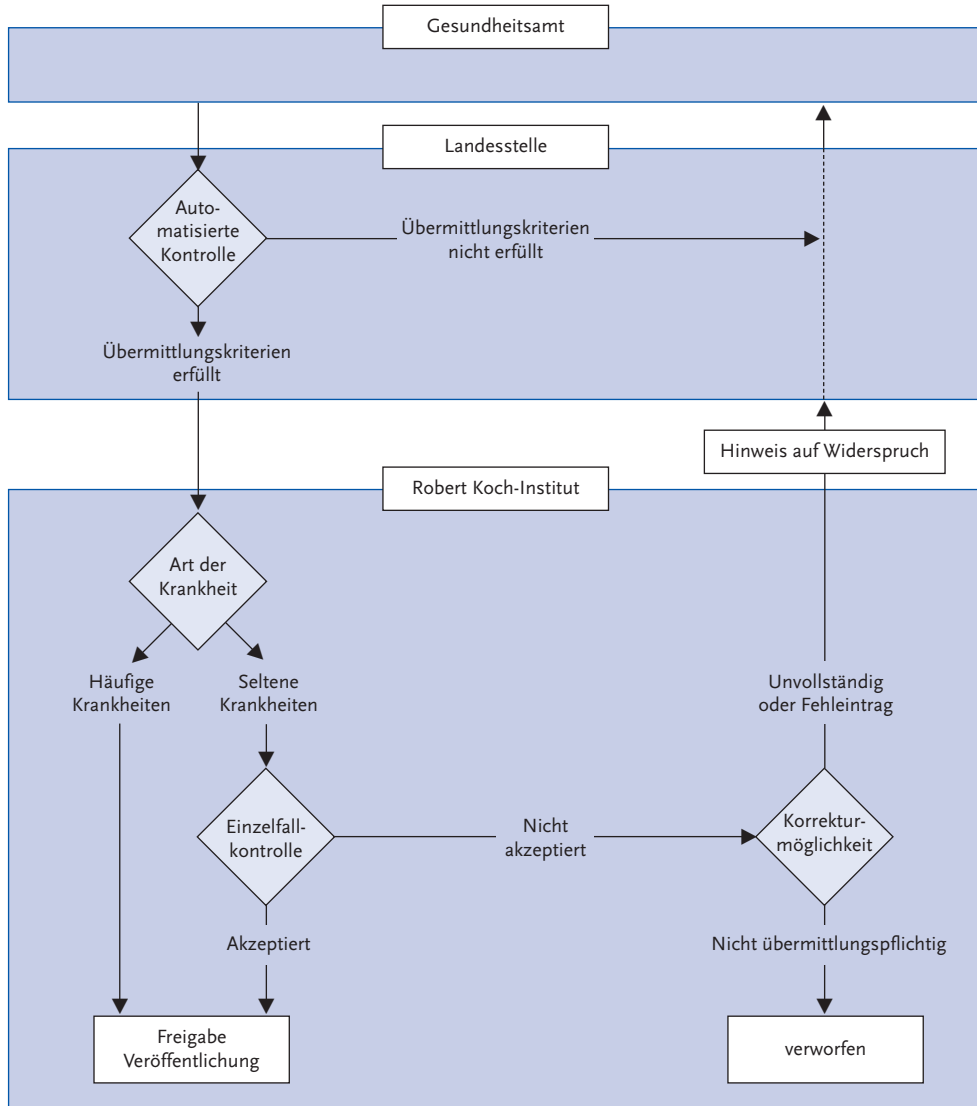 Gesundheitsamt
Landesstelle
Auto-
matisierte
Kontrolle
Übermittlungskriterien
nicht erfüllt
Übermittlungskriterien
erfüllt
Hinweis auf Widerspruch
Robert Koch-Institut
Art der
Krankheit
Häufige
Krankheiten
Seltene
Krankheiten
Unvollständig
oder Fehleintrag
Einzelfall-
kontrolle
Nicht
akzeptiert
Korrektur-
möglichkeit
Akzeptiert
Nicht übermittlungspflichtig
Freigabe
Veröffentlichung
verworfen